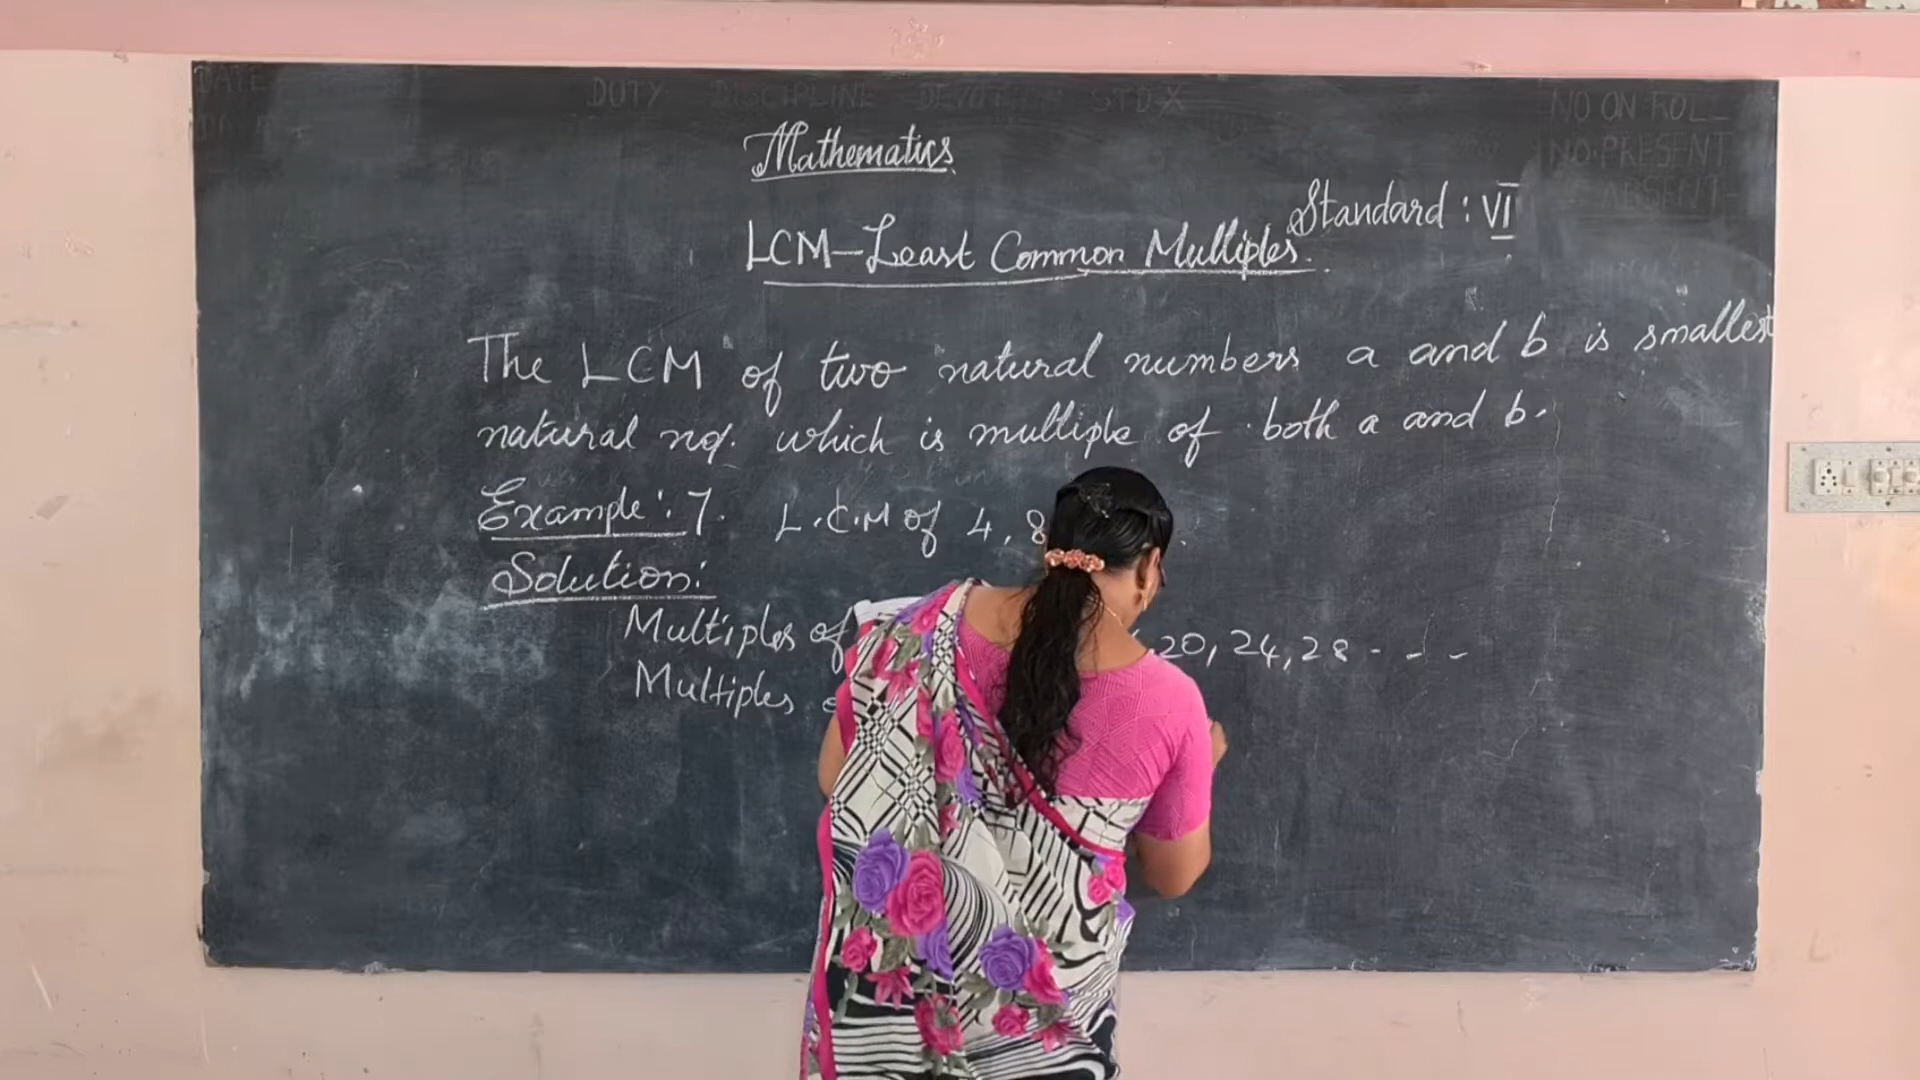 DATE DUTY DISCIPLINE DEVOTION STD-X NO ON ROLL
DAY NO.PRESENT
ABSENT
Mathematics
Standard : VI
LCM-Least Common Multiples.
The LCM of two natural numbers a and b is smallest
natural no. which is multiple of both a and b.
Example: 7. L.C.M of 4, 8
Solution:
Multiples of 20, 24, 28 - - -
Multiples